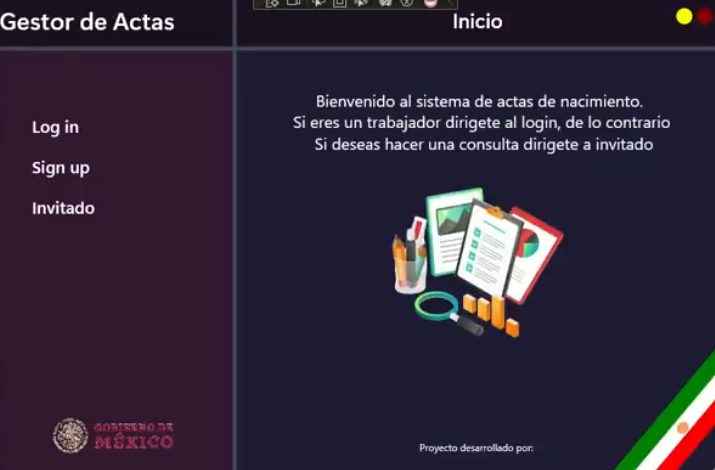 Gestor de Actas
Inicio
Log in
Sign up
Invitado
Bienvenido al sistema de actas de nacimiento.
Si eres un trabajador dirigete al login, de lo contrario
Si deseas hacer una consulta dirigete a invitado
GOBIERNO DE
MÉXICO
Proyecto desarrollado por: